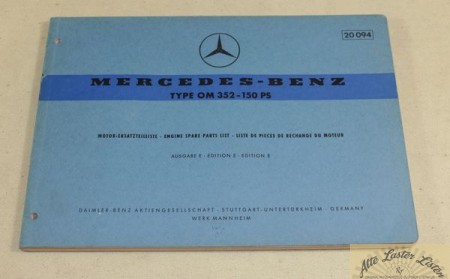 20 094
MERCEDES-BENZ
TYPE OM 352-150 PS
MOTOR-ERSATZTEILLISTE · ENGINE SPARE PARTS LIST · LISTE DE PIECES DE RECHANGE DU MOTEUR
AUSGABE E · EDITION E · EDITION E
DAIMLER-BENZ AKTIENGESELLSCHAFT · STUTTGART-UNTERTÜRKHEIM · GERMANY
WERK MANNHEIM
Alte Laster Listen